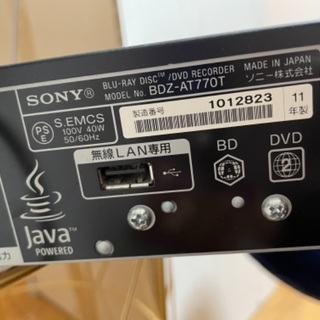 SONY®
BLU-RAY DISC™/DVD RECORDER
MODEL NO. BDZ-AT770T
MADE IN JAPAN
ソニー株式会社
PS
E
S.EMCS
100V 40W
50/60Hz
製造番号
1012823
11
年製
無線LAN専用
BD
DVD
2
Java™
POWERED
力